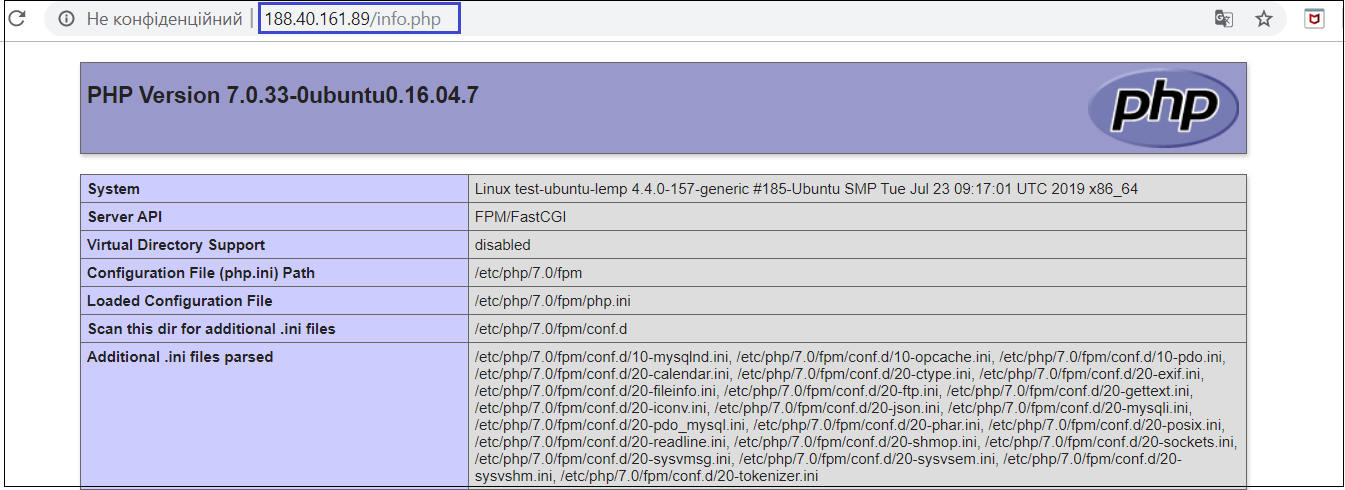 Не конфіденційний 188.40.161.89/info.php
PHP Version 7.0.33-0ubuntu0.16.04.7
php
System Linux test-ubuntu-lemp 4.4.0-157-generic #185-Ubuntu SMP Tue Jul 23 09:17:01 UTC 2019 x86_64
Server API FPM/FastCGI
Virtual Directory Support disabled
Configuration File (php.ini) Path /etc/php/7.0/fpm
Loaded Configuration File /etc/php/7.0/fpm/php.ini
Scan this dir for additional .ini files /etc/php/7.0/fpm/conf.d
Additional .ini files parsed /etc/php/7.0/fpm/conf.d/10-mysqlnd.ini, /etc/php/7.0/fpm/conf.d/10-opcache.ini, /etc/php/7.0/fpm/conf.d/10-pdo.ini,
/etc/php/7.0/fpm/conf.d/20-calendar.ini, /etc/php/7.0/fpm/conf.d/20-ctype.ini, /etc/php/7.0/fpm/conf.d/20-exif.ini,
/etc/php/7.0/fpm/conf.d/20-fileinfo.ini, /etc/php/7.0/fpm/conf.d/20-ftp.ini, /etc/php/7.0/fpm/conf.d/20-gettext.ini,
/etc/php/7.0/fpm/conf.d/20-iconv.ini, /etc/php/7.0/fpm/conf.d/20-json.ini, /etc/php/7.0/fpm/conf.d/20-mysqli.ini,
/etc/php/7.0/fpm/conf.d/20-pdo_mysql.ini, /etc/php/7.0/fpm/conf.d/20-phar.ini, /etc/php/7.0/fpm/conf.d/20-posix.ini,
/etc/php/7.0/fpm/conf.d/20-readline.ini, /etc/php/7.0/fpm/conf.d/20-shmop.ini, /etc/php/7.0/fpm/conf.d/20-sockets.ini,
/etc/php/7.0/fpm/conf.d/20-sysvmsg.ini, /etc/php/7.0/fpm/conf.d/20-sysvsem.ini, /etc/php/7.0/fpm/conf.d/20-
sysvshm.ini, /etc/php/7.0/fpm/conf.d/20-tokenizer.ini